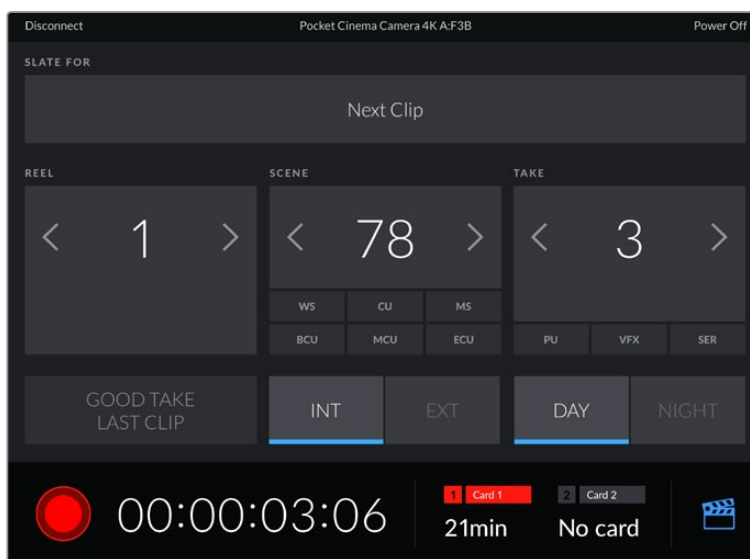 Disconnect Pocket Cinema Camera 4K A:F3B Power Off
SLATE FOR
Next Clip
REEL SCENE TAKE
1 78 3
WS CU MS
BCU MCU ECU PU VFX SER
GOOD TAKE
LAST CLIP
INT EXT DAY NIGHT
1 Card 1 2 Card 2
00:00:03:06 21min No card